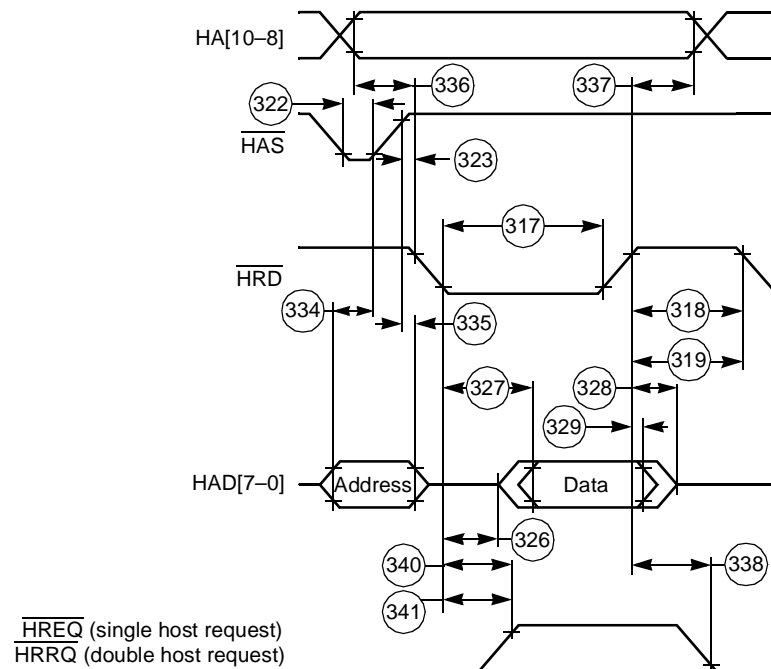 HA[10–8]
336
337
322
HAS
323
317
HRD
334
335
318
319
327
328
329
HAD[7–0]
Address
Data
326
340
338
341
HREQ (single host request)
HRRQ (double host request)